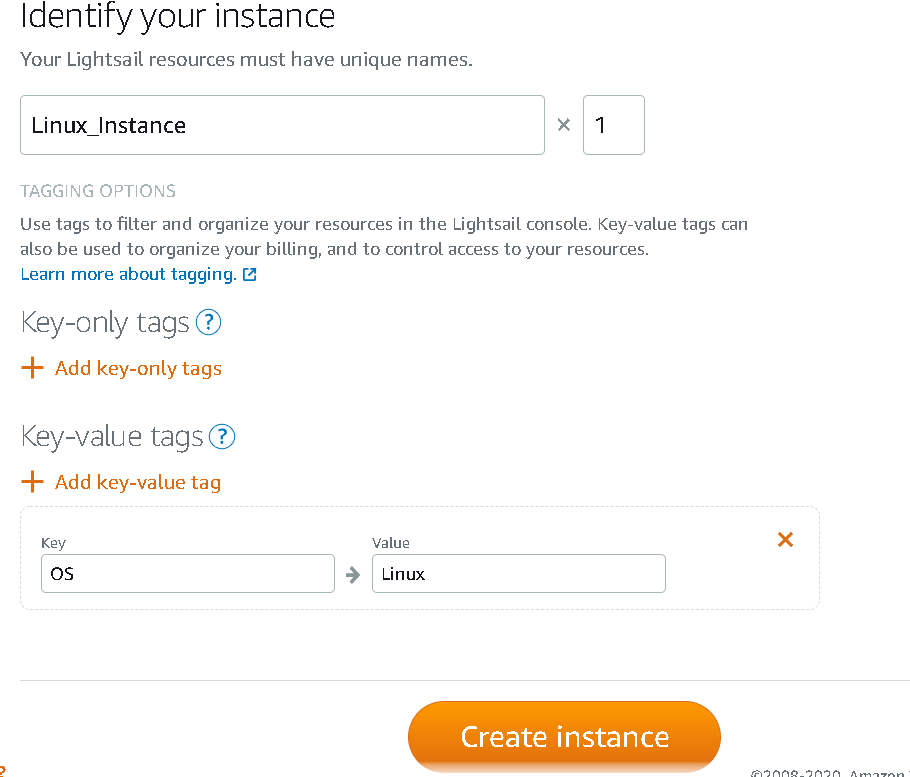 Identify your instance
Your Lightsail resources must have unique names.
Linux_Instance × 1
TAGGING OPTIONS
Use tags to filter and organize your resources in the Lightsail console. Key-value tags can
also be used to organize your billing, and to control access to your resources.
Learn more about tagging.
Key-only tags ?
+ Add key-only tags
Key-value tags ?
+ Add key-value tag
Key Value
OS → Linux
Create instance
©2008-2020, Amazon